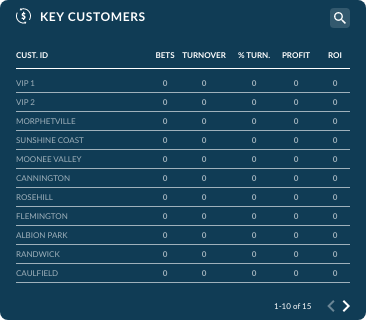 KEY CUSTOMERS
CUST. ID BETS TURNOVER % TURN. PROFIT ROI
VIP 1 0 0 0 0 0
VIP 2 0 0 0 0 0
MORPHETVILLE 0 0 0 0 0
SUNSHINE COAST 0 0 0 0 0
MOONEE VALLEY 0 0 0 0 0
CANNINGTON 0 0 0 0 0
ROSEHILL 0 0 0 0 0
FLEMINGTON 0 0 0 0 0
ALBION PARK 0 0 0 0 0
RANDWICK 0 0 0 0 0
CAULFIELD 0 0 0 0 0
1-10 of 15